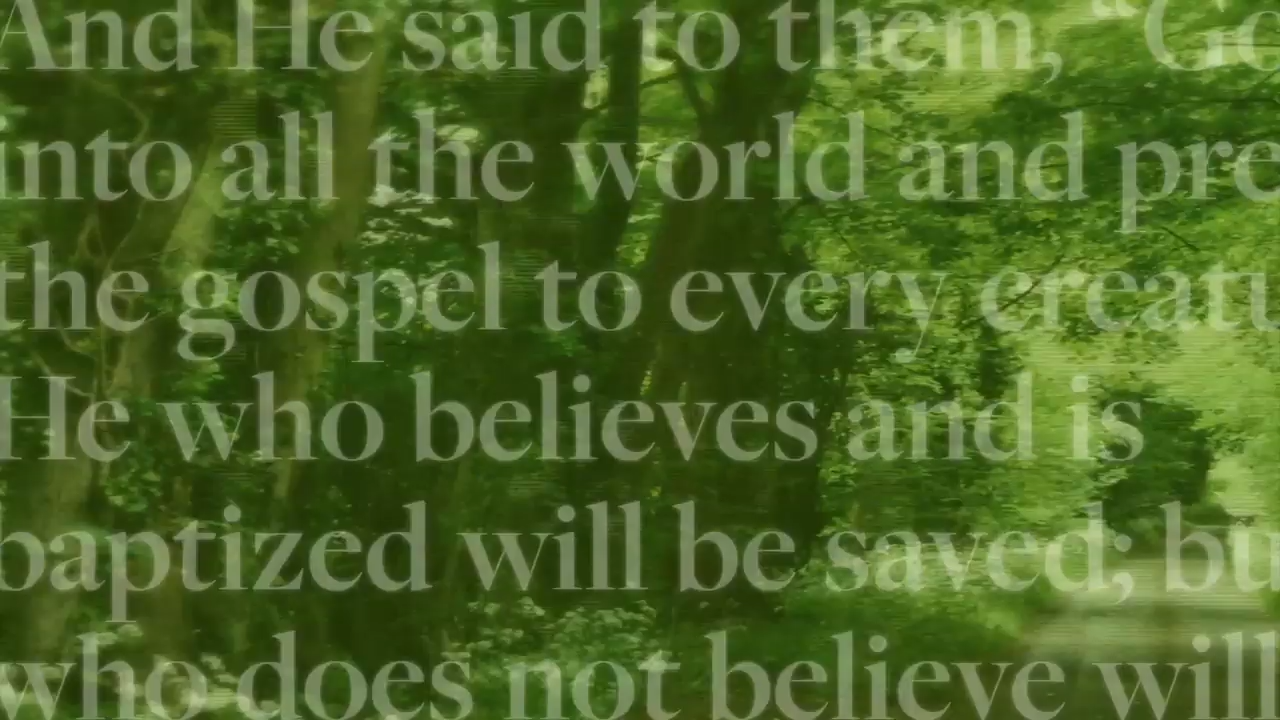 And He said to them, “Go
into all the world and pre
the gospel to every creatu
He who believes and is
baptized will be saved; bu
who does not believe will